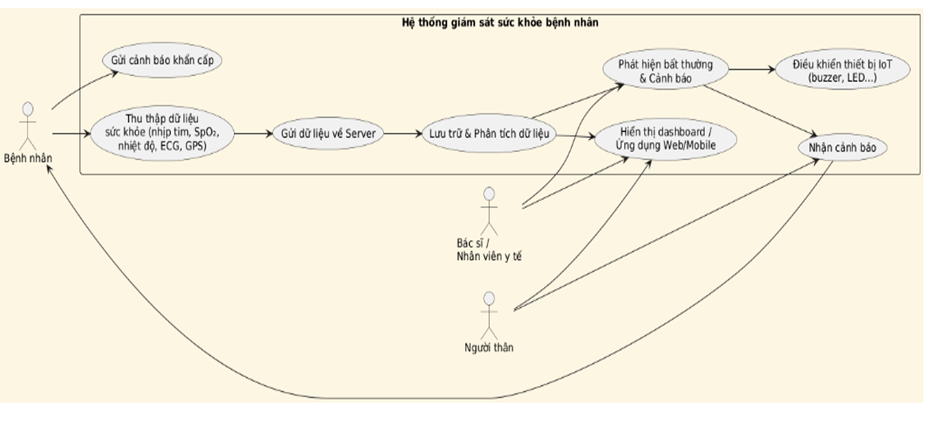 Hệ thống giám sát sức khỏe bệnh nhân
Gửi cảnh báo khẩn cấp
Phát hiện bất thường
& Cảnh báo
Điều khiển thiết bị IoT
(buzzer, LED...)
Thu thập dữ liệu
sức khỏe (nhịp tim, SpO₂,
nhiệt độ, ECG, GPS)
Gửi dữ liệu về Server
Lưu trữ & Phân tích dữ liệu
Hiển thị dashboard /
Ứng dụng Web/Mobile
Nhận cảnh báo
Bệnh nhân
Bác sĩ /
Nhân viên y tế
Người thân